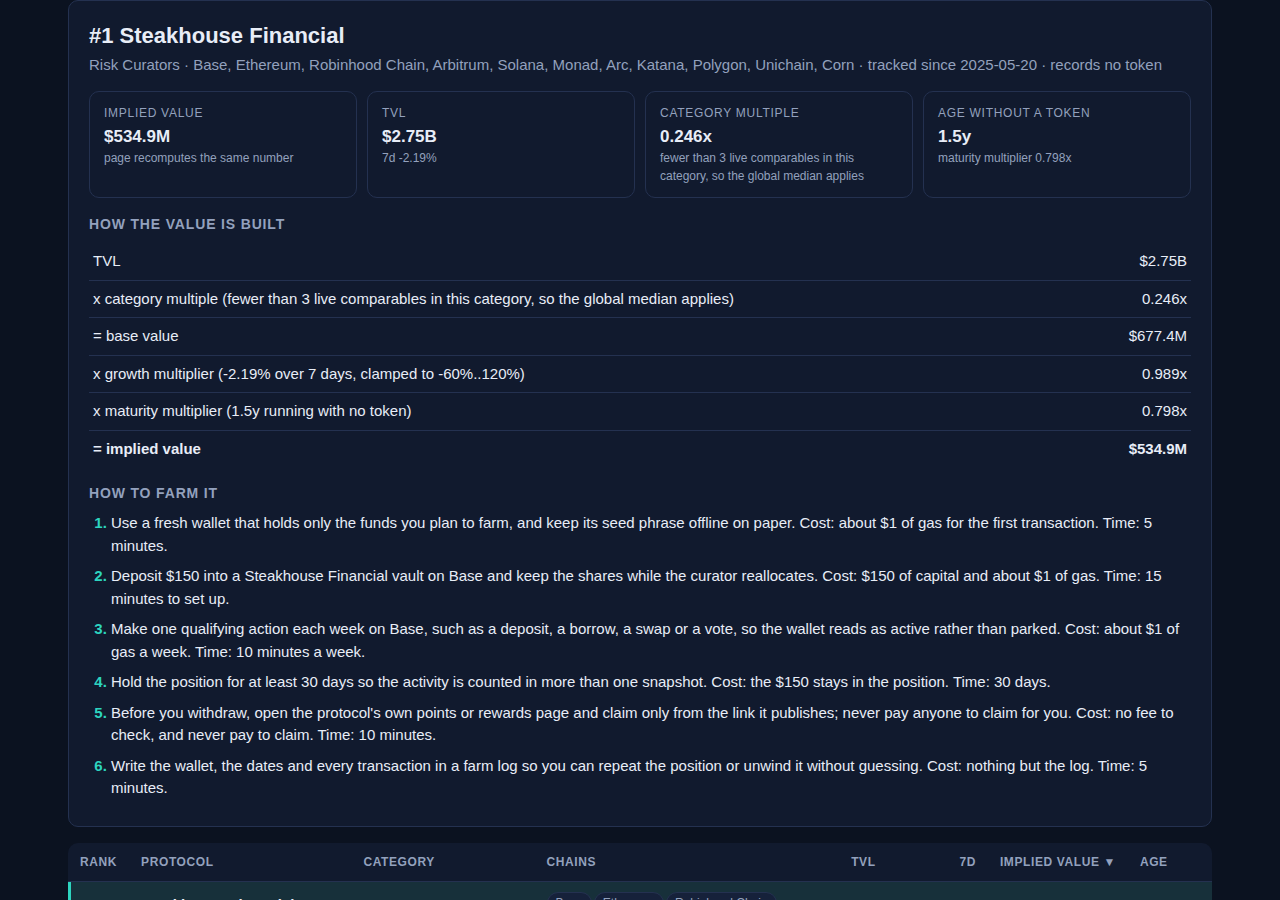 #1 Steakhouse Financial
Risk Curators · Base, Ethereum, Robinhood Chain, Arbitrum, Solana, Monad, Arc, Katana, Polygon, Unichain, Corn · tracked since 2025-05-20 · records no token
IMPLIED VALUE
$534.9M
page recomputes the same number
TVL
$2.75B
7d -2.19%
CATEGORY MULTIPLE
0.246x
fewer than 3 live comparables in this
category, so the global median applies
AGE WITHOUT A TOKEN
1.5y
maturity multiplier 0.798x
HOW THE VALUE IS BUILT
TVL $2.75B
x category multiple (fewer than 3 live comparables in this category, so the global median applies) 0.246x
= base value $677.4M
x growth multiplier (-2.19% over 7 days, clamped to -60%..120%) 0.989x
x maturity multiplier (1.5y running with no token) 0.798x
= implied value $534.9M
HOW TO FARM IT
1. Use a fresh wallet that holds only the funds you plan to farm, and keep its seed phrase offline on paper. Cost: about $1 of gas for the first transaction. Time: 5
minutes.
2. Deposit $150 into a Steakhouse Financial vault on Base and keep the shares while the curator reallocates. Cost: $150 of capital and about $1 of gas. Time: 15
minutes to set up.
3. Make one qualifying action each week on Base, such as a deposit, a borrow, a swap or a vote, so the wallet reads as active rather than parked. Cost: about $1 of
gas a week. Time: 10 minutes a week.
4. Hold the position for at least 30 days so the activity is counted in more than one snapshot. Cost: the $150 stays in the position. Time: 30 days.
5. Before you withdraw, open the protocol's own points or rewards page and claim only from the link it publishes; never pay anyone to claim for you. Cost: no fee to
check, and never pay to claim. Time: 10 minutes.
6. Write the wallet, the dates and every transaction in a farm log so you can repeat the position or unwind it without guessing. Cost: nothing but the log. Time: 5
minutes.
RANK PROTOCOL CATEGORY CHAINS TVL 7D IMPLIED VALUE ▼ AGE